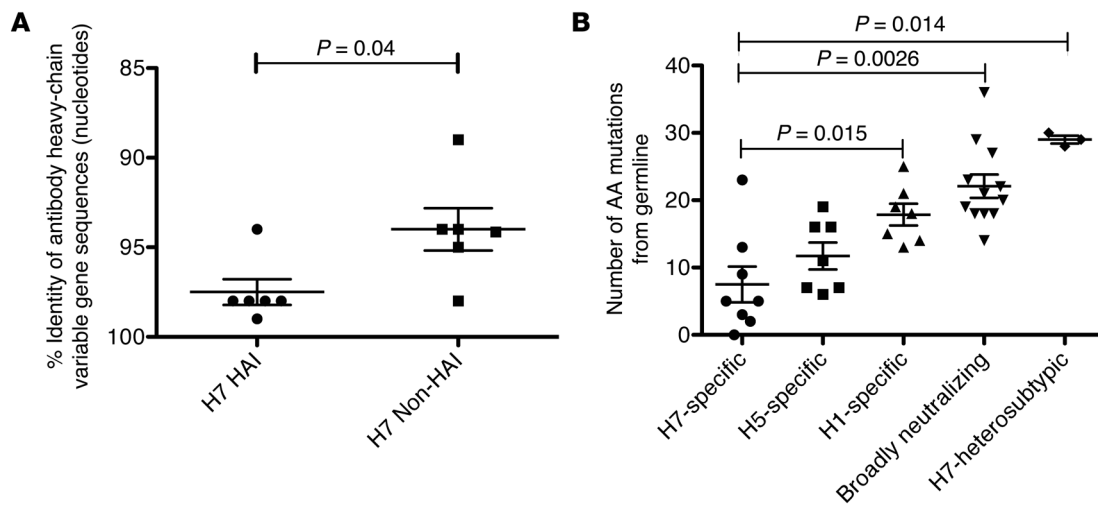 A
% Identity of antibody heavy-chain
variable gene sequences (nucleotides)
P = 0.04
85
90
95
100
H7 HAI
H7 Non-HAI
B
Number of AA mutations
from germline
P = 0.014
P = 0.0026
P = 0.015
40
30
20
10
0
H7-specific
H5-specific
H1-specific
Broadly neutralizing
H7-heterosubtypic